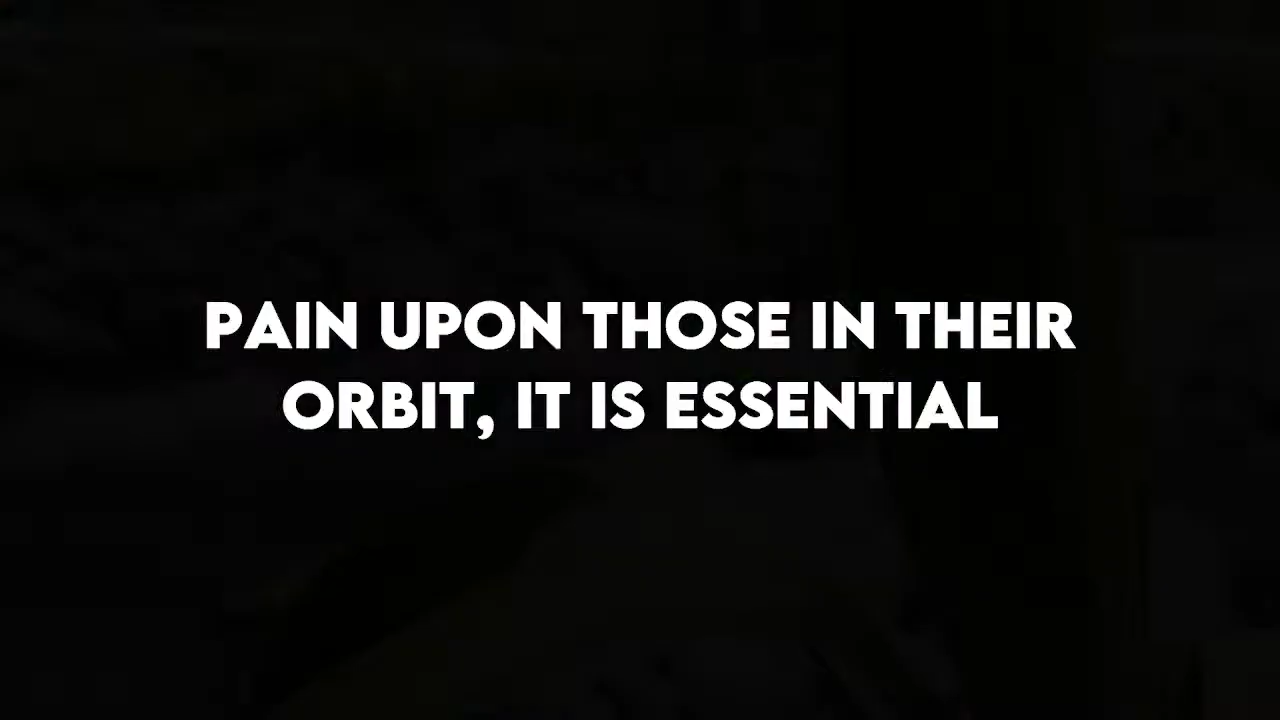 PAIN UPON THOSE IN THEIR
ORBIT, IT IS ESSENTIAL